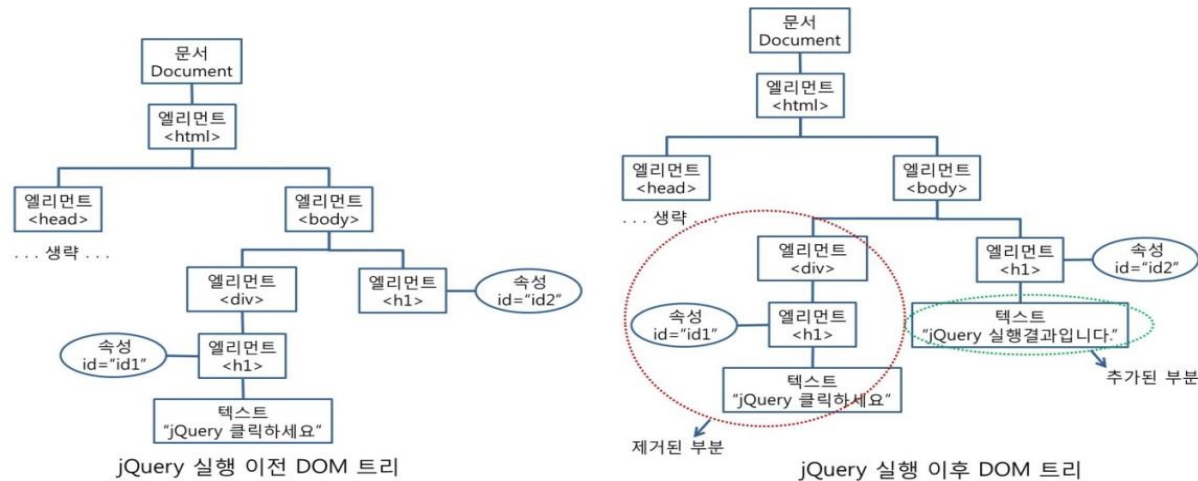 문서
Document
엘리먼트
<html>
엘리먼트
<head>
엘리먼트
<body>
... 생략 ...
엘리먼트
<div>
엘리먼트
<h1>
속성
id="id2"
속성
id="id1"
엘리먼트
<h1>
텍스트
"jQuery 클릭하세요"
jQuery 실행 이전 DOM 트리
문서
Document
엘리먼트
<html>
엘리먼트
<head>
엘리먼트
<body>
... 생략 ...
엘리먼트
<div>
엘리먼트
<h1>
속성
id="id2"
속성
id="id1"
엘리먼트
<h1>
텍스트
"jQuery 실행결과입니다."
추가된 부분
텍스트
"jQuery 클릭하세요"
제거된 부분
jQuery 실행 이후 DOM 트리